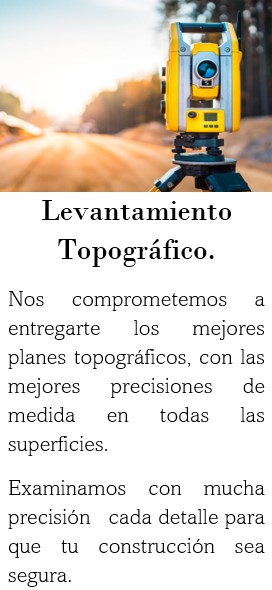 Levantamiento
Topográfico.
Nos comprometemos a
entregarte los mejores
planes topográficos, con las
mejores precisiones de
medida en todas las
superficies.
Examinamos con mucha
precisión cada detalle para
que tu construcción sea
segura.